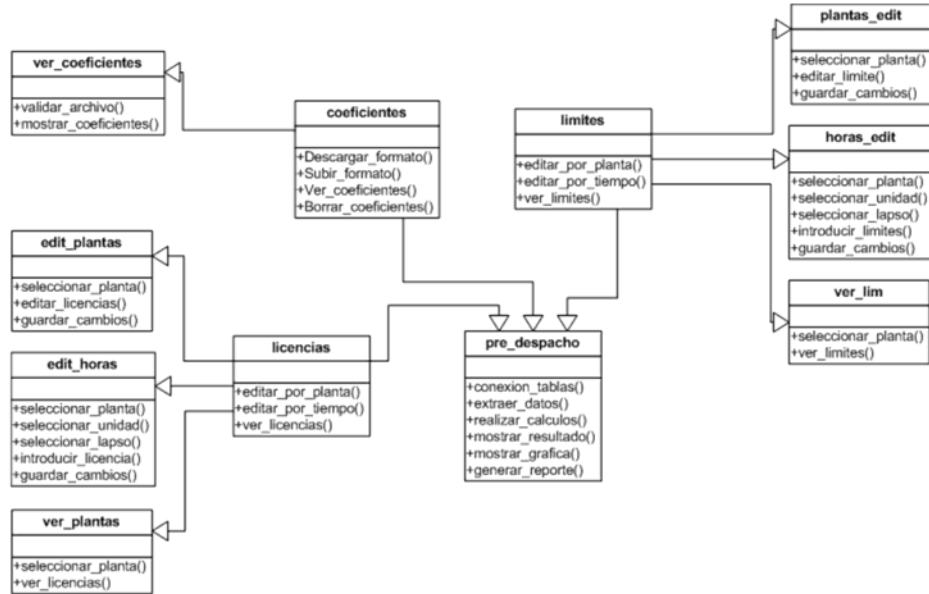 ver_coeficientes
+validar_archivo()
+mostrar_coeficientes()
coeficientes
+Descargar_formato()
+Subir_formato()
+Ver_coeficientes()
+Borrar_coeficientes()
limites
+editar_por_planta()
+editar_por_tiempo()
+ver_limites()
plantas_edit
+seleccionar_planta()
+editar_limite()
+guardar_cambios()
horas_edit
+seleccionar_planta()
+seleccionar_unidad()
+seleccionar_lapso()
+introducir_limites()
+guardar_cambios()
ver_lim
+seleccionar_planta()
+ver_limites()
edit_plantas
+seleccionar_planta()
+editar_licencias()
+guardar_cambios()
edit_horas
+seleccionar_planta()
+seleccionar_unidad()
+seleccionar_lapso()
+introducir_licencia()
+guardar_cambios()
licencias
+editar_por_planta()
+editar_por_tiempo()
+ver_licencias()
pre_despacho
+conexion_tablas()
+extraer_datos()
+realizar_calculos()
+mostrar_resultado()
+mostrar_grafica()
+generar_reporte()
ver_plantas
+seleccionar_planta()
+ver_licencias()